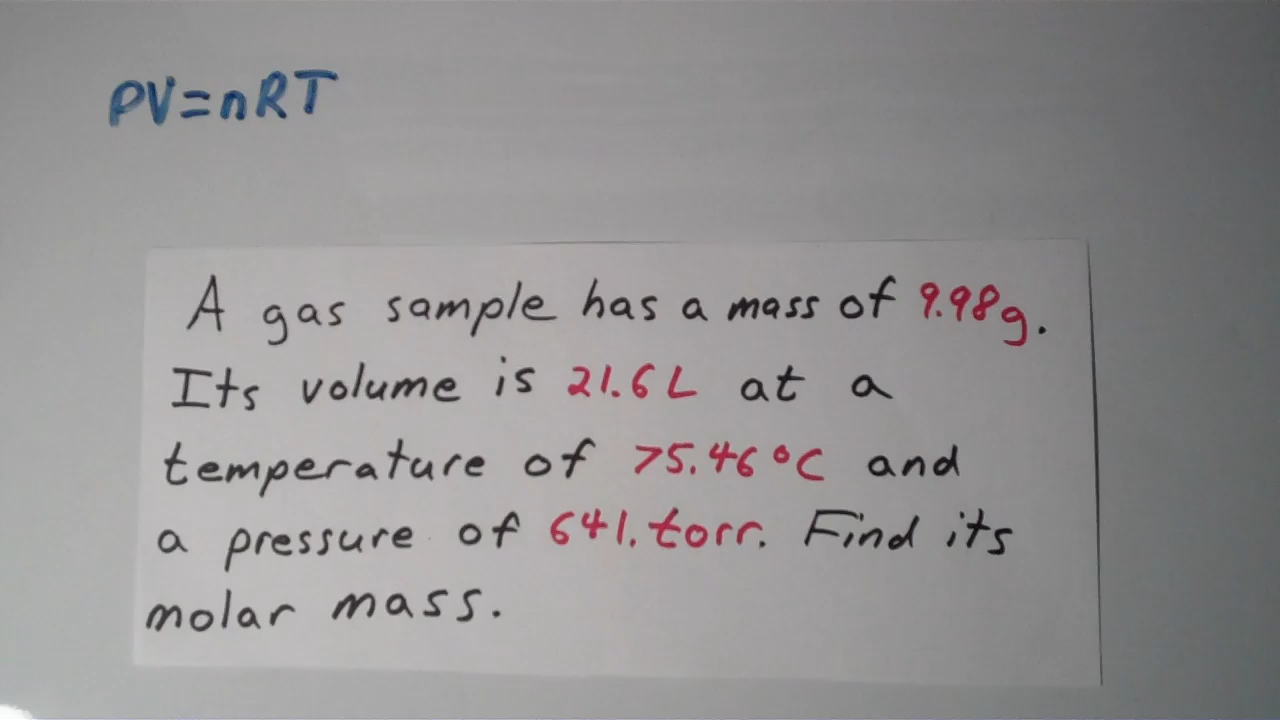 PV=nRT
A gas sample has a mass of 9.98g.
Its volume is 21.6 L at a
temperature of 75.46°C and
a pressure of 641. torr. Find its
molar mass.